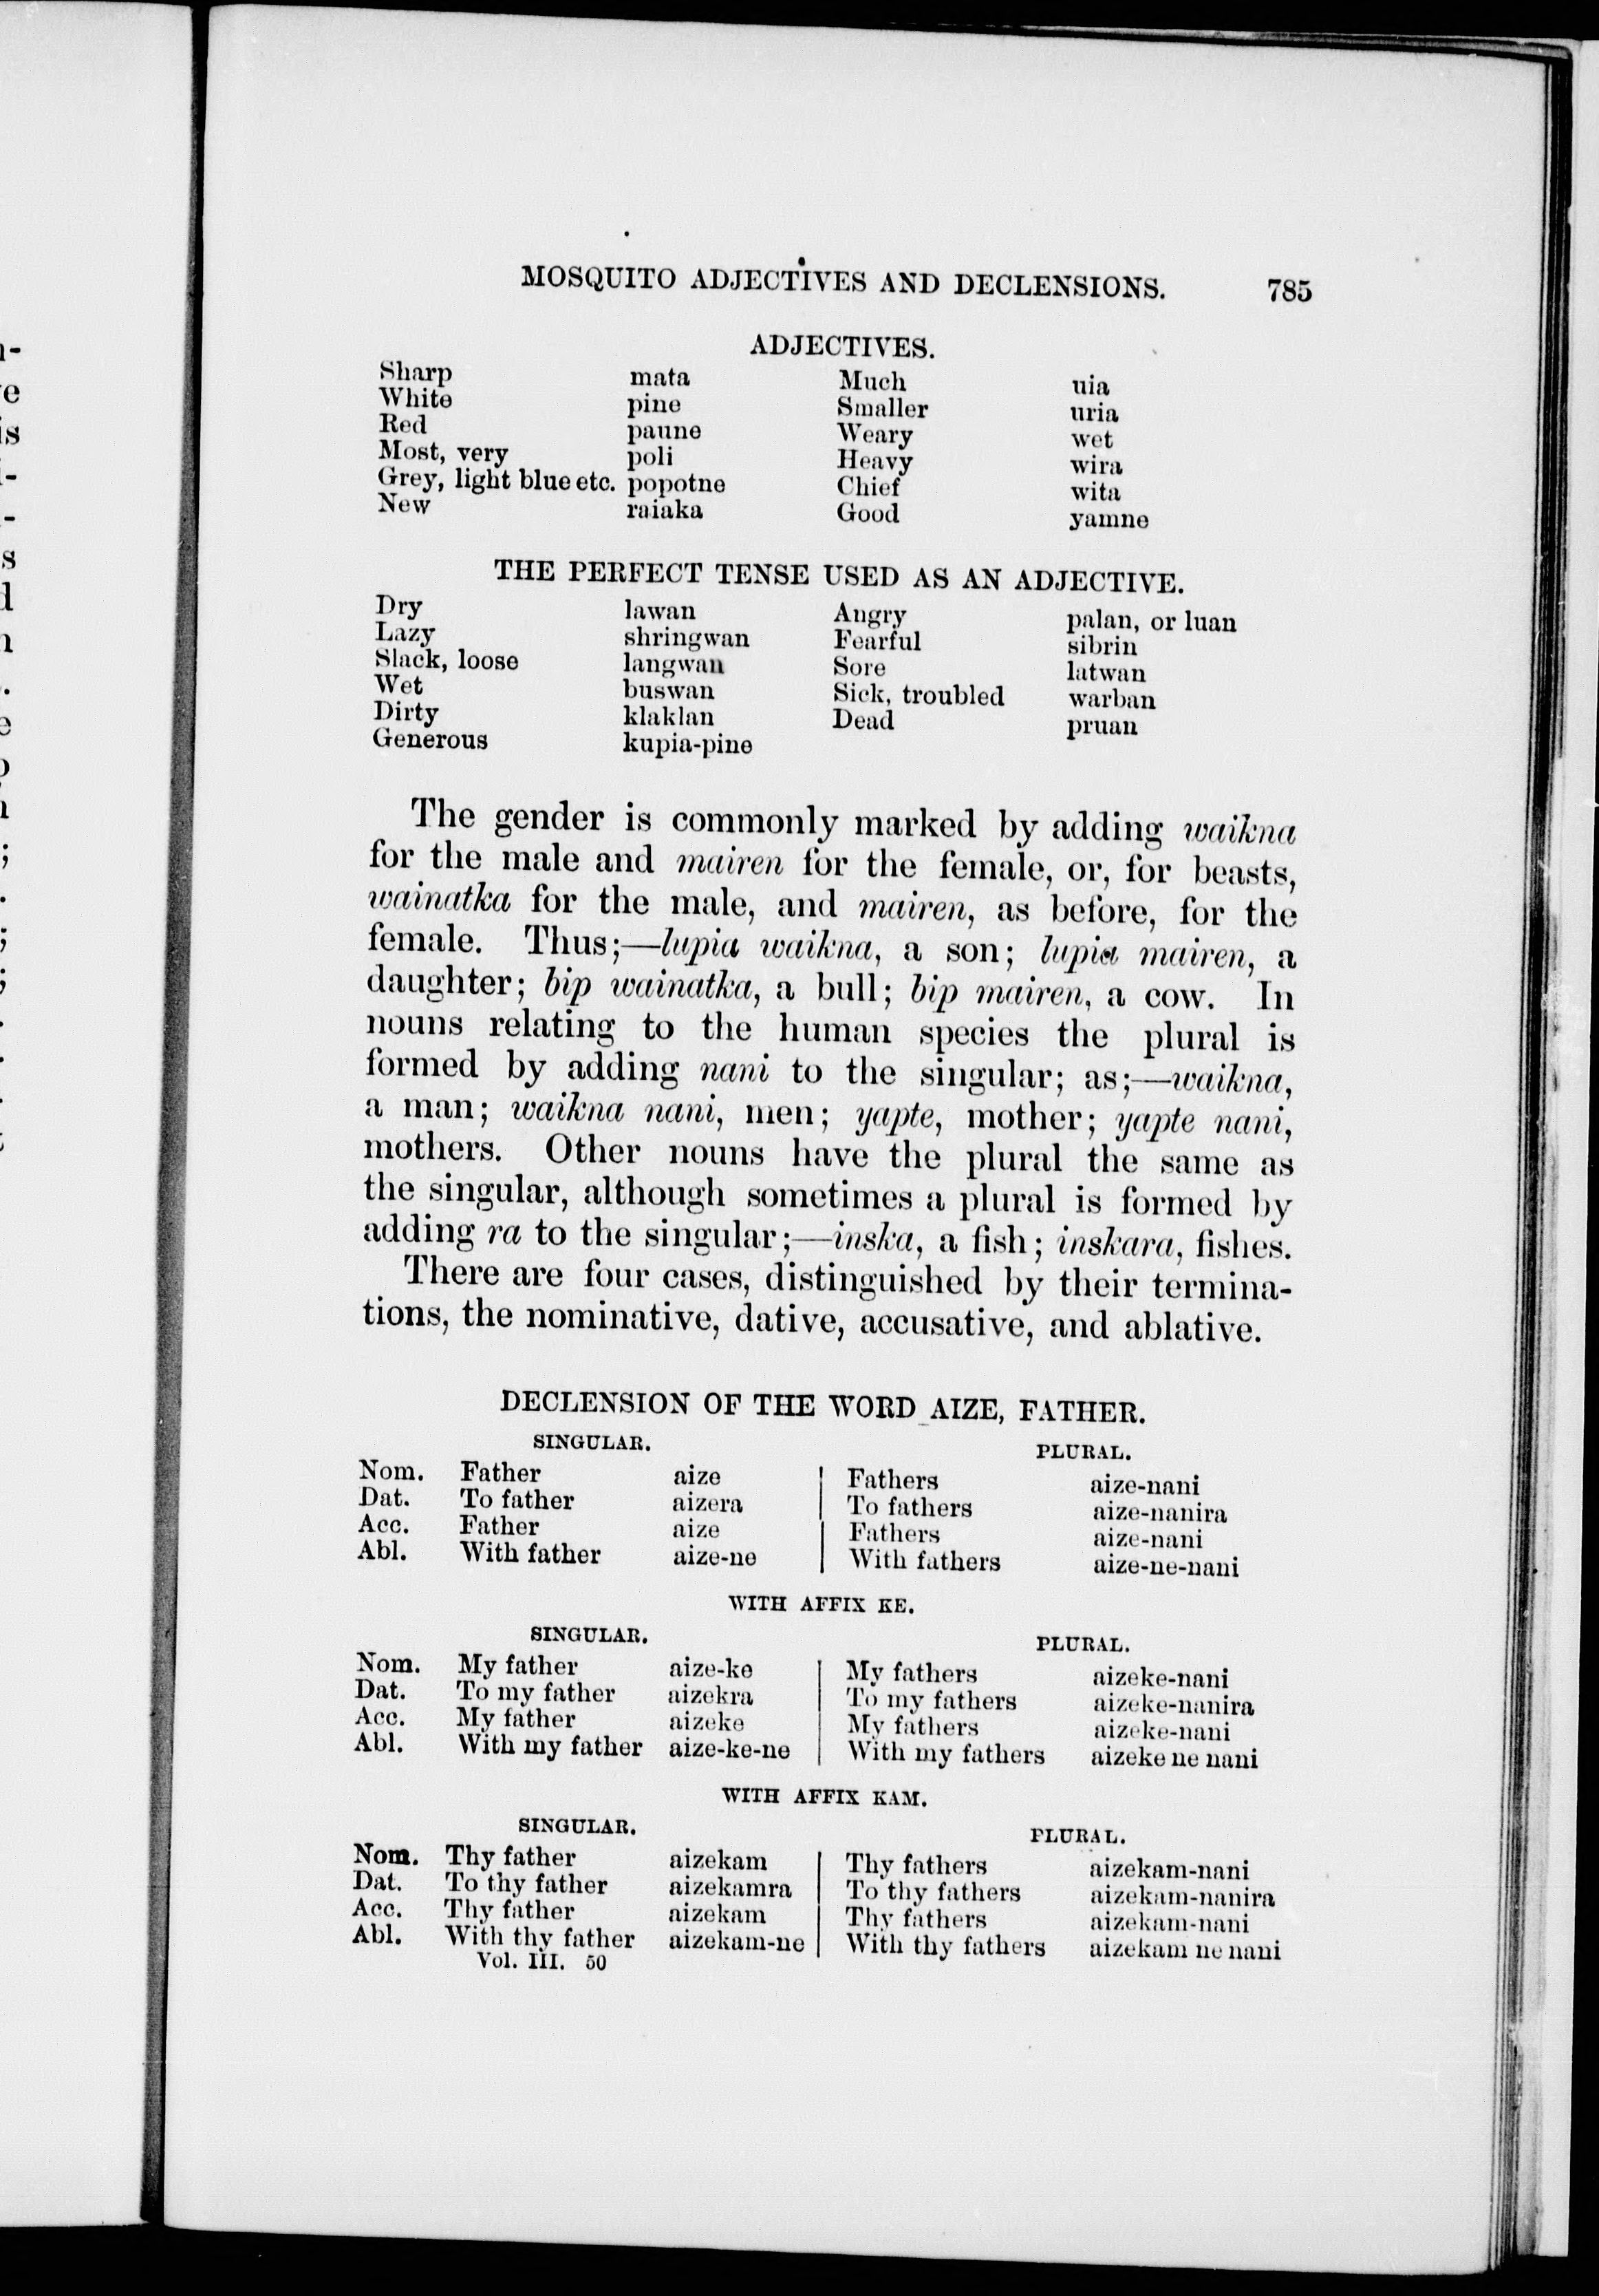 MOSQUITO ADJECTIVES AND DECLENSIONS. 785
ADJECTIVES.
Sharp mata Much uia
White pine Smaller uria
Red paune Weary wet
Most, very poli Heavy wira
Grey, light blue etc. popotne Chief wita
New raiaka Good yamne
THE PERFECT TENSE USED AS AN ADJECTIVE.
Dry lawan Angry palan, or luan
Lazy shringwan Fearful sibrin
Slack, loose langwan Sore latwan
Wet buswan Sick, troubled warban
Dirty klaklan Dead pruan
Generous kupia-pine
The gender is commonly marked by adding waikna
for the male and mairen for the female, or, for beasts,
wainatka for the male, and mairen, as before, for the
female. Thus;—lupia waikna, a son; lupia mairen, a
daughter; bip wainatka, a bull; bip mairen, a cow. In
nouns relating to the human species the plural is
formed by adding nani to the singular; as;—waikna,
a man; waikna nani, men; yapte, mother; yapte nani,
mothers. Other nouns have the plural the same as
the singular, although sometimes a plural is formed by
adding ra to the singular;—inska, a fish; inskara, fishes.
There are four cases, distinguished by their termina-
tions, the nominative, dative, accusative, and ablative.
DECLENSION OF THE WORD AIZE, FATHER.
SINGULAR. PLURAL.
Nom. Father aize Fathers aize-nani
Dat. To father aizera To fathers aize-nanira
Acc. Father aize Fathers aize-nani
Abl. With father aize-ne With fathers aize-ne-nani
WITH AFFIX KE.
SINGULAR. PLURAL.
Nom. My father aize-ke My fathers aizeke-nani
Dat. To my father aizekra To my fathers aizeke-nanira
Acc. My father aizeke My fathers aizeke-nani
Abl. With my father aize-ke-ne With my fathers aizeke ne nani
WITH AFFIX KAM.
SINGULAR. PLURAL.
Nom. Thy father aizekam Thy fathers aizekam-nani
Dat. To thy father aizekamra To thy fathers aizekam-nanira
Acc. Thy father aizekam Thy fathers aizekam-nani
Abl. With thy father aizekam-ne With thy fathers aizekam ne nani
Vol. III. 50